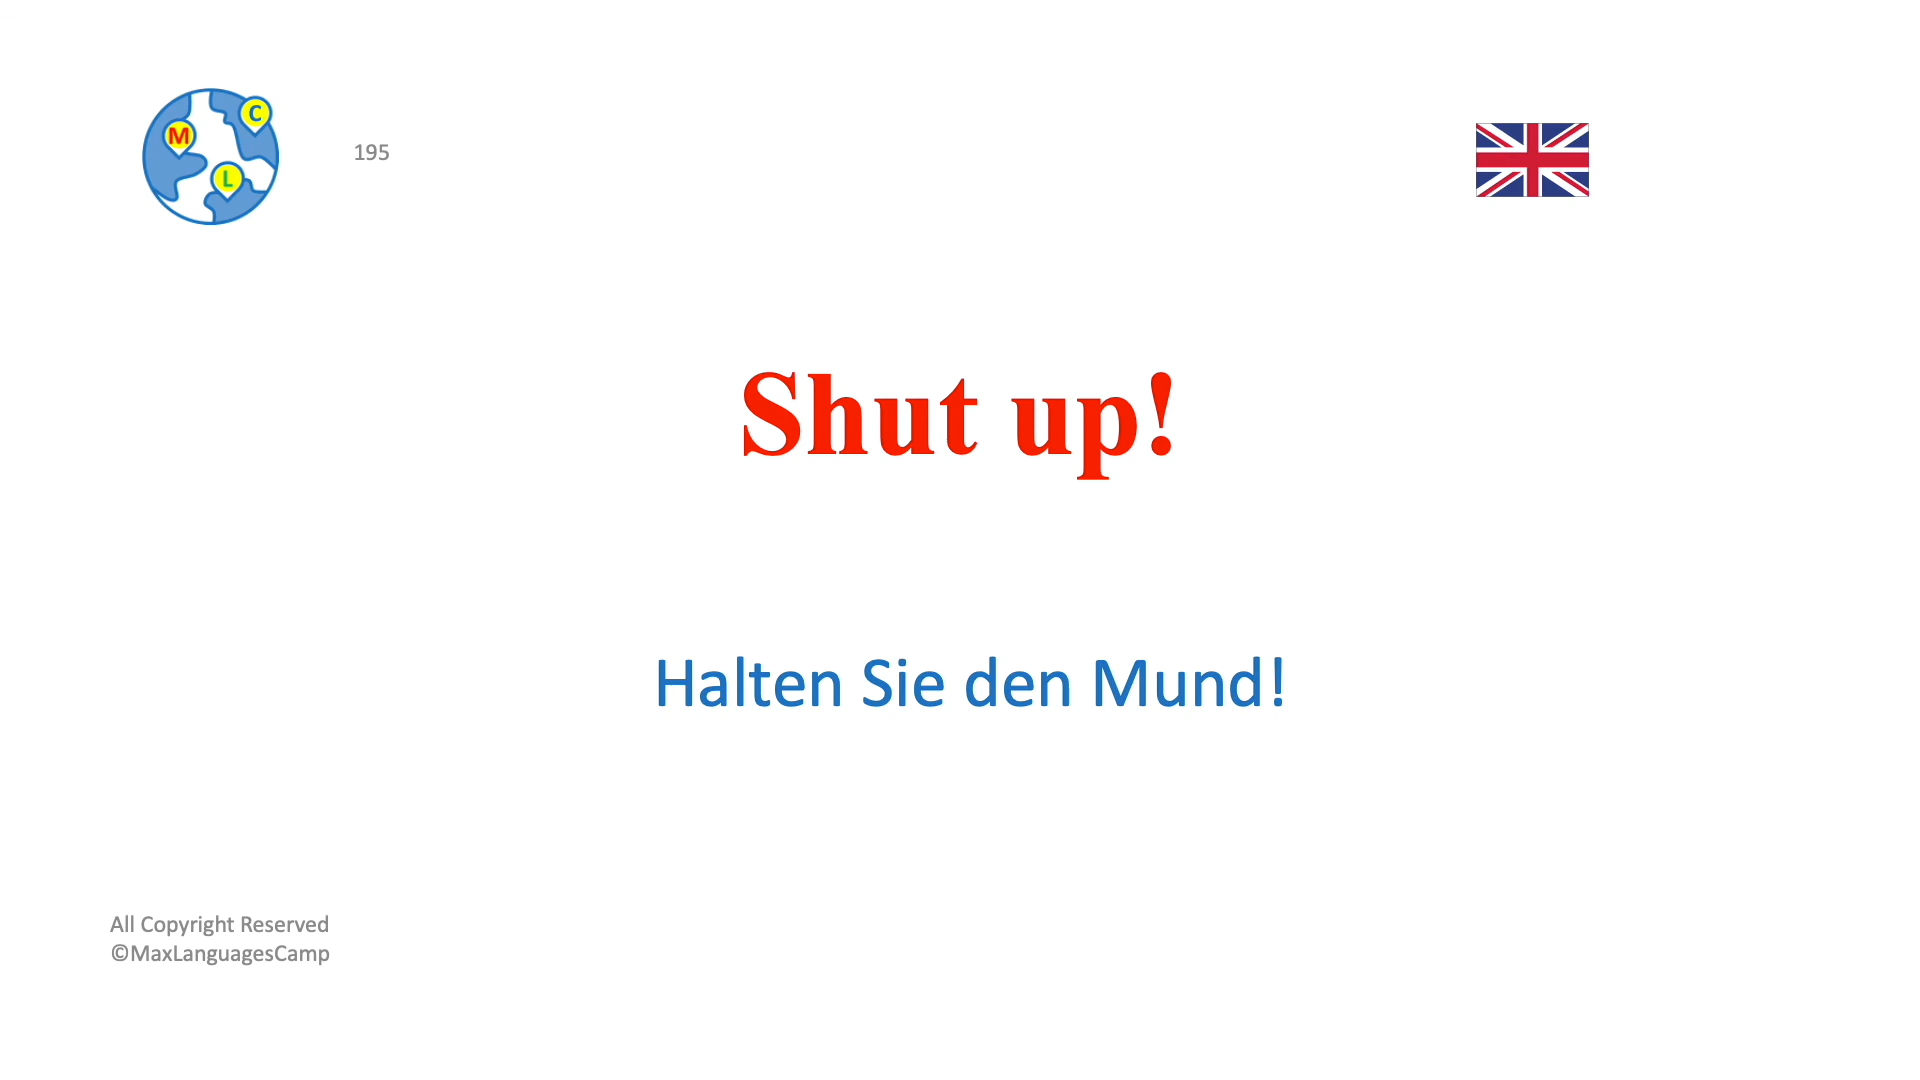 M
C
L
195
Shut up!
Halten Sie den Mund!
All Copyright Reserved
©MaxLanguagesCamp